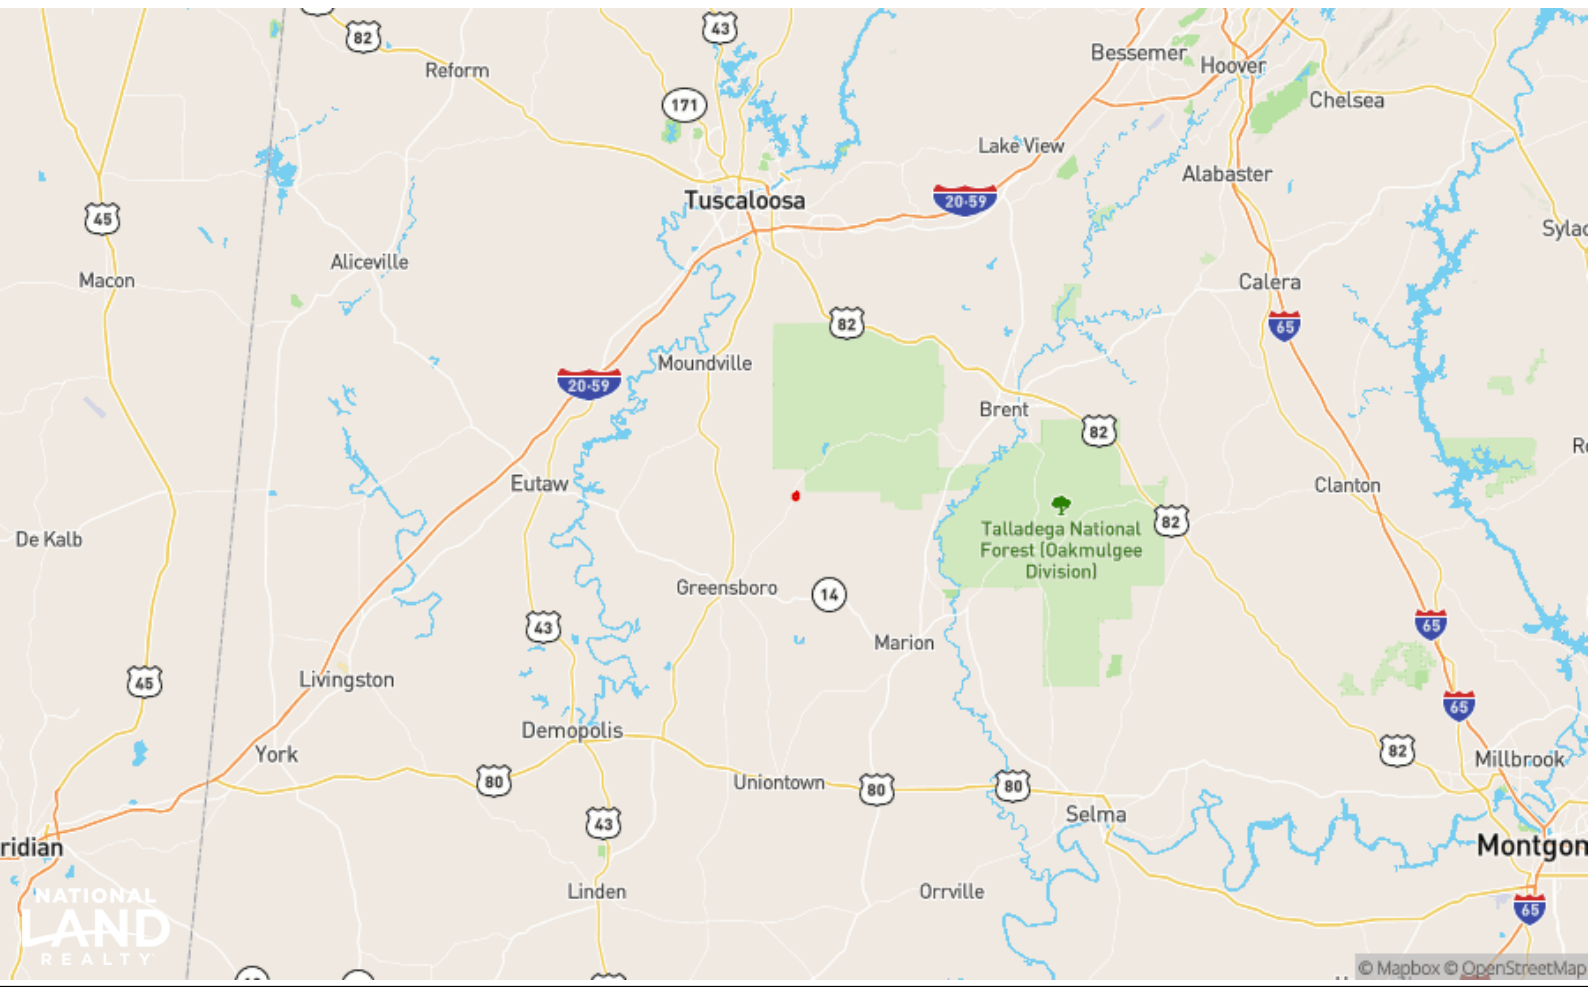 82
43
Reform
Bessemer
Hoover
171
Chelsea
Lake View
Alabaster
Tuscaloosa
20-59
45
Sylac
Aliceville
Macon
Calera
82
65
Moundville
20-59
Brent
82
Ro
Eutaw
Clanton
82
De Kalb
Talladega National
Forest (Oakmulgee
Division)
Greensboro
14
43
65
Marion
45
Livingston
65
Demopolis
York
82
Millbrook
80
Uniontown
80
80
43
Selma
ridian
Montgon
Linden
Orrville
NATIONAL
LAND
REALTY
65
© Mapbox © OpenStreetMap